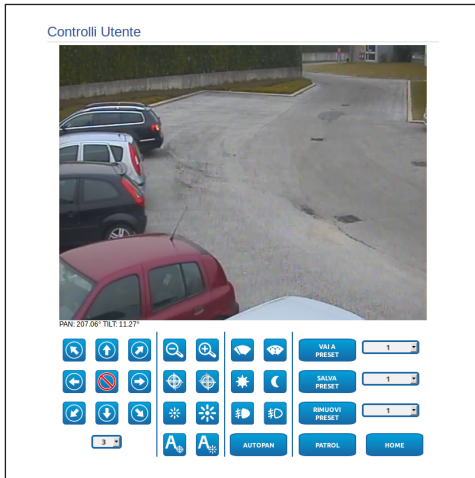 Controlli Utente
PAN: 207.06° TILT: 11.27°
VAI A
PRESET
1
SALVA
PRESET
1
RIMUOVI
PRESET
1
3
A
A
AUTOPAN
PATROL
HOME